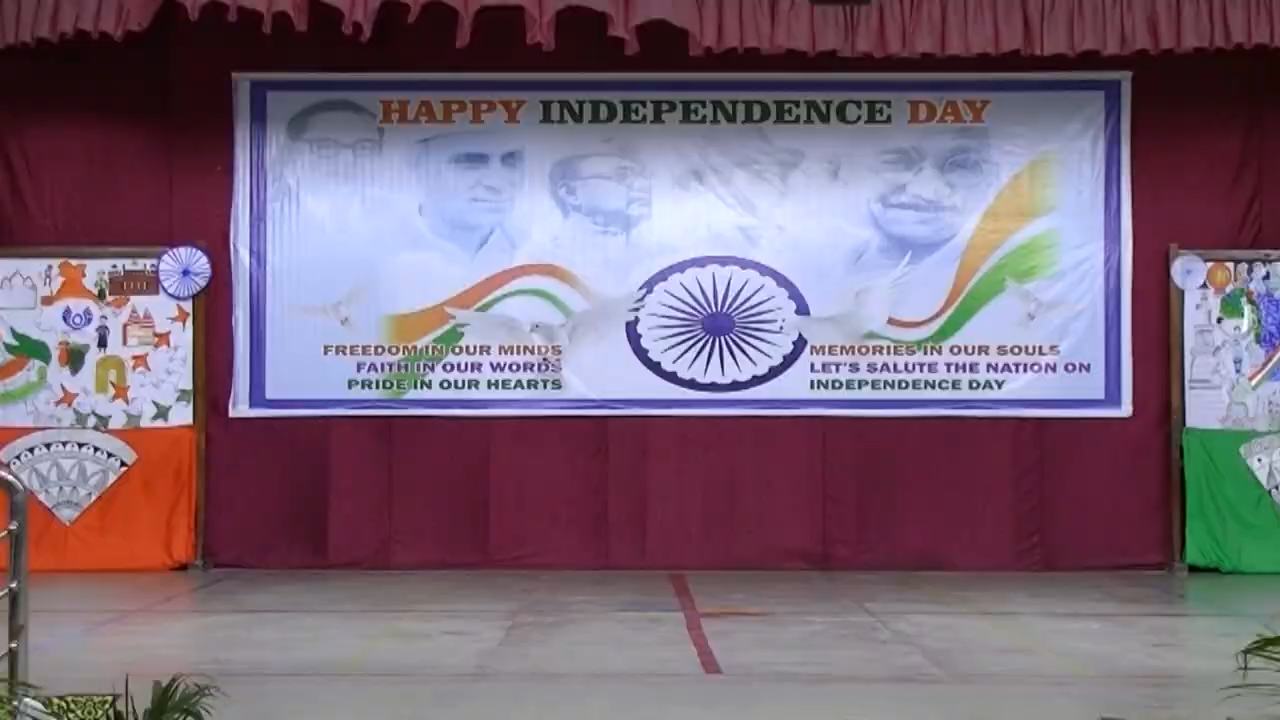 HAPPY INDEPENDENCE DAY
FREEDOM IN OUR MINDS
FAITH IN OUR WORDS
PRIDE IN OUR HEARTS
MEMORIES IN OUR SOULS
LET'S SALUTE THE NATION ON
INDEPENDENCE DAY